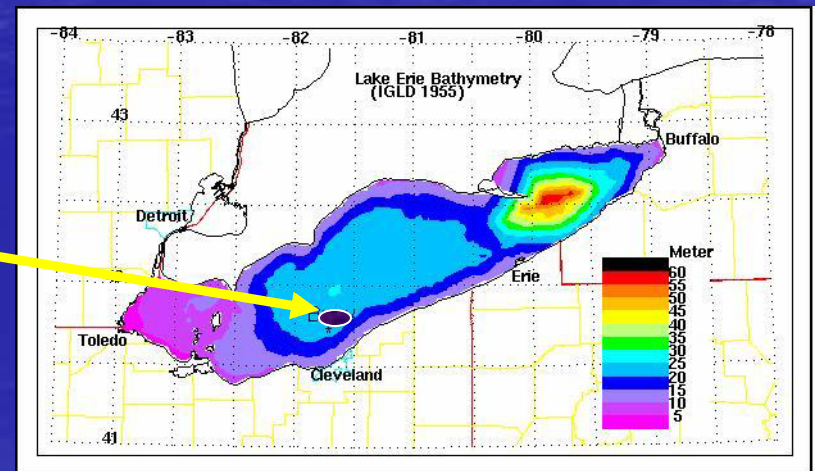 -84 -83 -82 -81 -80 -79 -78
Lake Erie Bathymetry
(IGLD 1955)
43
Buffalo
Detroit
Meter
Erie
60
55
50
45
40
35
30
25
20
15
10
5
Toledo
Cleveland
41